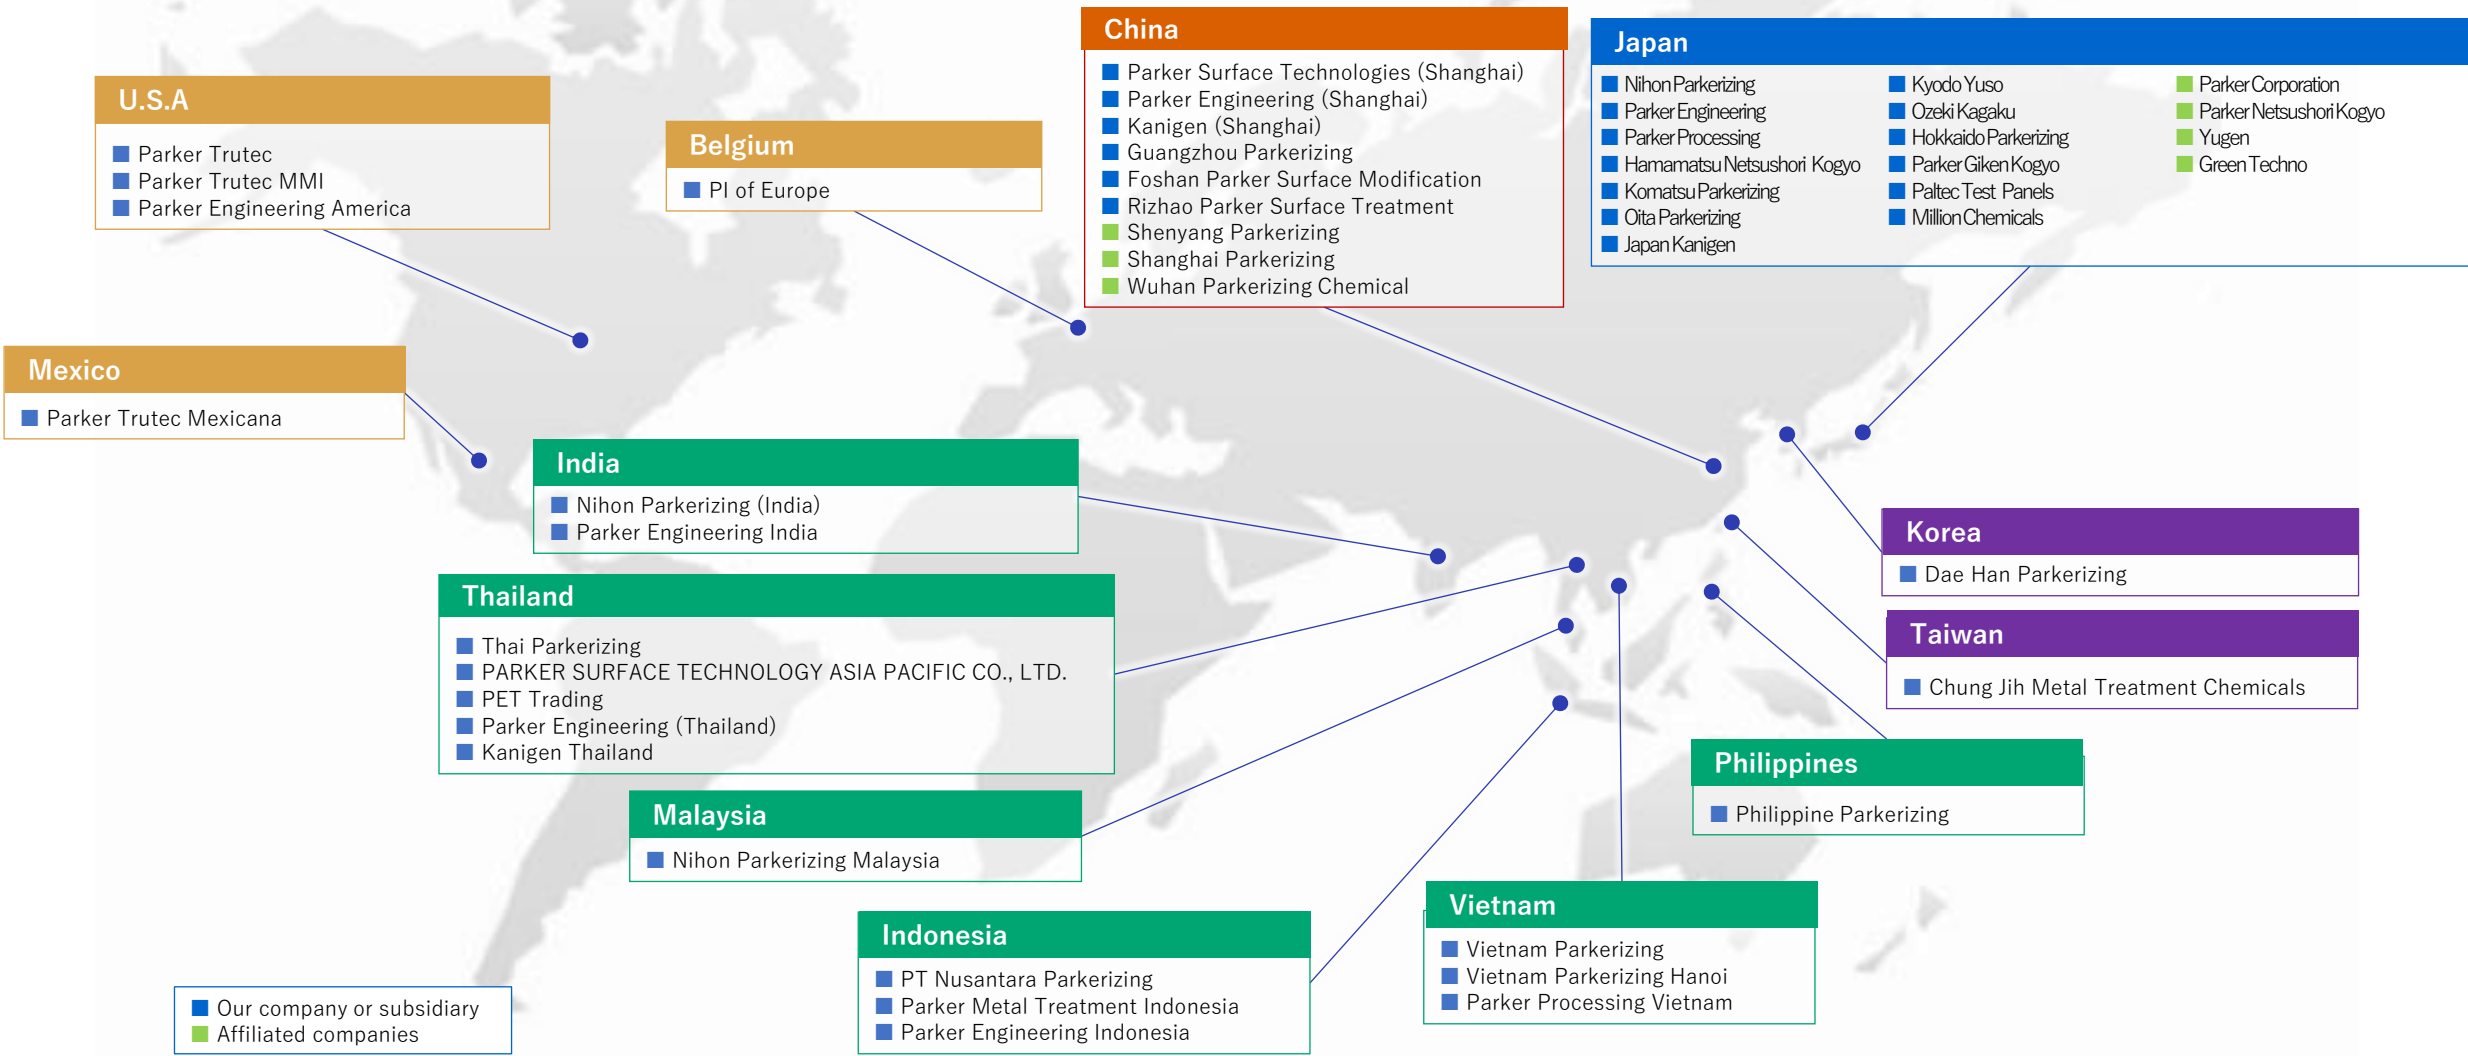 U.S.A
Parker Trutec
Parker Trutec MMI
Parker Engineering America
Belgium
PI of Europe
China
Parker Surface Technologies (Shanghai)
Parker Engineering (Shanghai)
Kanigen (Shanghai)
Guangzhou Parkerizing
Foshan Parker Surface Modification
Rizhao Parker Surface Treatment
Shenyang Parkerizing
Shanghai Parkerizing
Wuhan Parkerizing Chemical
Japan
Nihon Parkerizing
Parker Engineering
Parker Processing
Hamamatsu Netsushori Kogyo
Komatsu Parkerizing
Oita Parkerizing
Japan Kanigen
Kyodo Yuso
Ozeki Kagaku
Hokkaido Parkerizing
Parker Giken Kogyo
Paltec Test Panels
Million Chemicals
Parker Corporation
Parker Netsushori Kogyo
Yugen
Green Techno
Mexico
Parker Trutec Mexicana
India
Nihon Parkerizing (India)
Parker Engineering India
Korea
Dae Han Parkerizing
Thailand
Thai Parkerizing
PARKER SURFACE TECHNOLOGY ASIA PACIFIC CO., LTD.
PET Trading
Parker Engineering (Thailand)
Kanigen Thailand
Taiwan
Chung Jih Metal Treatment Chemicals
Philippines
Philippine Parkerizing
Malaysia
Nihon Parkerizing Malaysia
Vietnam
Vietnam Parkerizing
Vietnam Parkerizing Hanoi
Parker Processing Vietnam
Indonesia
PT Nusantara Parkerizing
Parker Metal Treatment Indonesia
Parker Engineering Indonesia
Our company or subsidiary
Affiliated companies